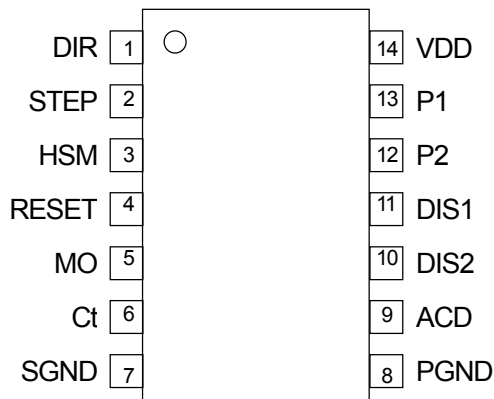 DIR 1 14 VDD
STEP 2 13 P1
HSM 3 12 P2
RESET 4 11 DIS1
MO 5 10 DIS2
Ct 6 9 ACD
SGND 7 8 PGND